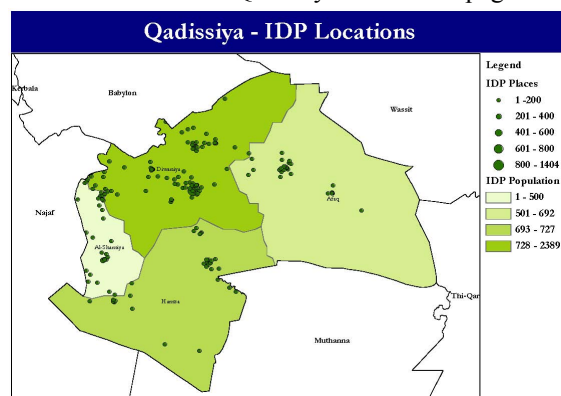 Qadissiya - IDP Locations
Legend
IDP Places
1 -200
201 - 400
401 - 600
601 - 800
800 - 1404
IDP Population
1 - 500
501 - 692
693 - 727
728 - 2389
Kerbala
Babylon
Wassit
Diwaniya
Afaq
Najaf
Al-Shamiya
Hamza
Thi-Qar
Muthanna